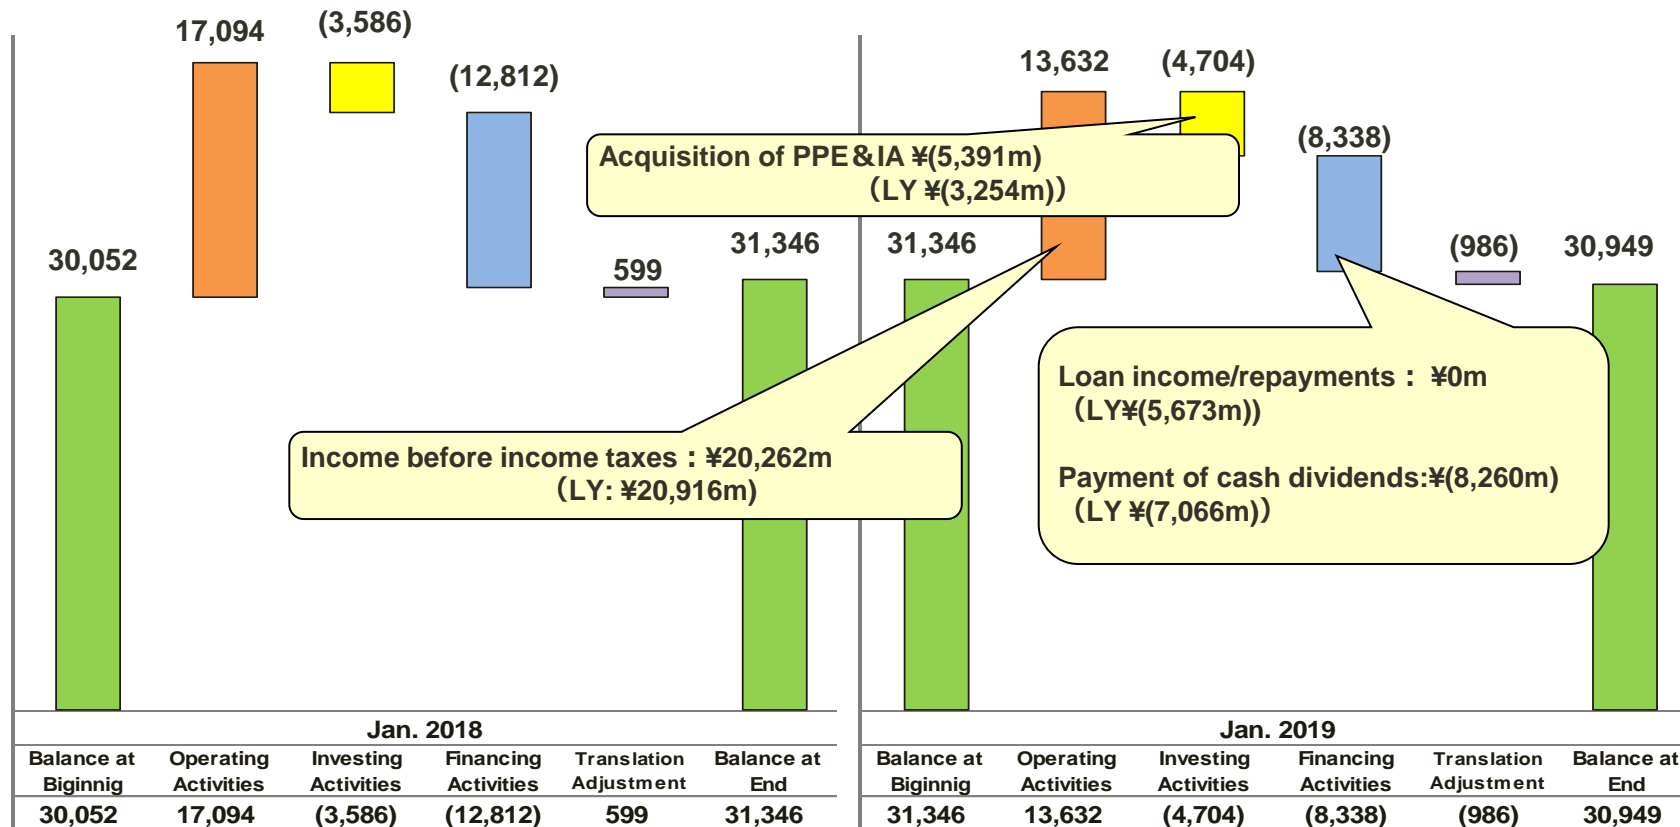 17,094
(3,586)
(12,812)
30,052
599
31,346
13,632
(4,704)
(8,338)
31,346
(986)
30,949
Acquisition of PPE&IA ¥(5,391m)
（LY ¥(3,254m)）
Income before income taxes：¥20,262m
（LY: ¥20,916m)
Loan income/repayments： ¥0m
（LY¥(5,673m))
Payment of cash dividends:¥(8,260m)
（LY ¥(7,066m)）
Jan. 2018
Balance at Operating Investing Financing Translation Balance at
Biginnig Activities Activities Activities Adjustment End
30,052 17,094 (3,586) (12,812) 599 31,346
Jan. 2019
Balance at Operating Investing Financing Translation Balance at
Biginnig Activities Activities Activities Adjustment End
31,346 13,632 (4,704) (8,338) (986) 30,949